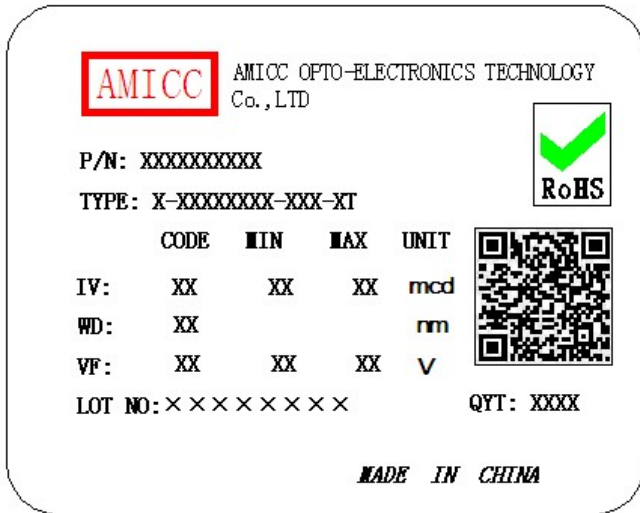 AMICC
AMICC OPTO-ELECTRONICS TECHNOLOGY
Co.,LTD
RoHS
P/N: XXXXXXXXXX
TYPE: X-XXXXXXXX-XXX-XT
CODE MIN MAX UNIT
IV: XX XX XX mcd
WD: XX nm
VF: XX XX XX V
LOT NO:×××××××× QYT: XXXX
MADE IN CHINA